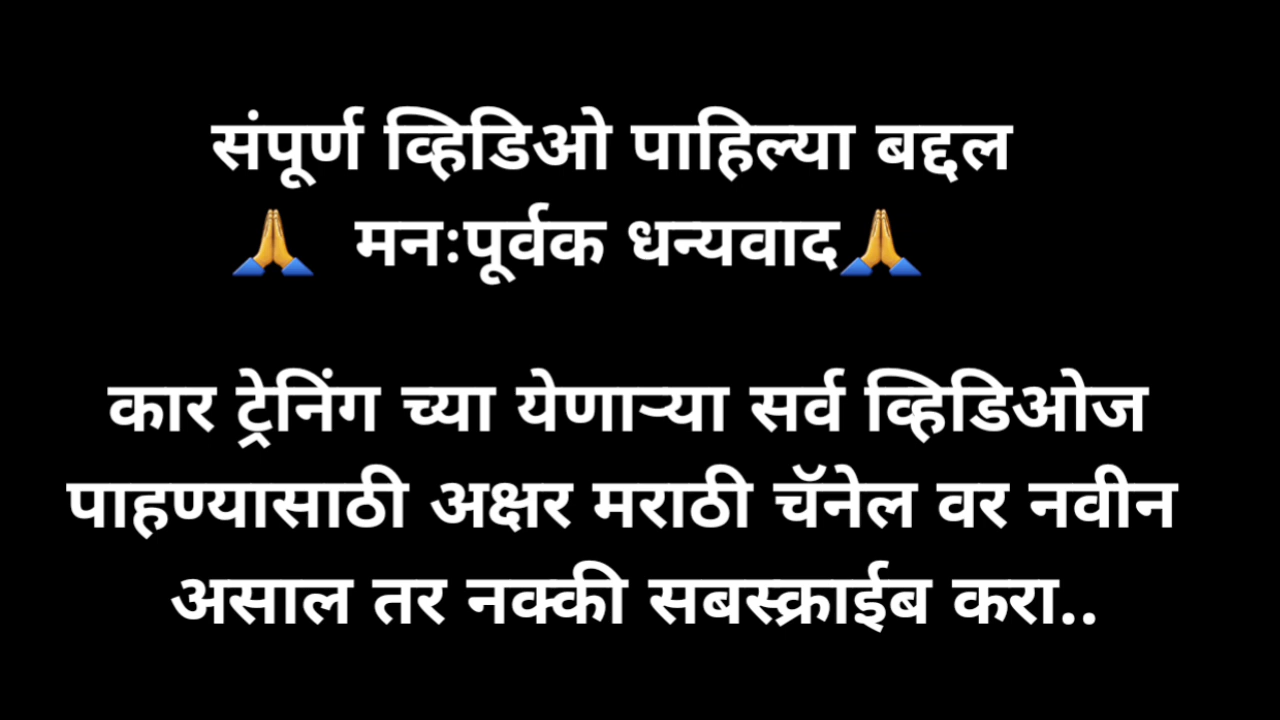 संपूर्ण व्हिडिओ पाहिल्या बद्दल
🙏 मनःपूर्वक धन्यवाद🙏
कार ट्रेनिंग च्या येणाऱ्या सर्व व्हिडिओज
पाहण्यासाठी अक्षर मराठी चॅनेल वर नवीन
असाल तर नक्की सबस्क्राईब करा..